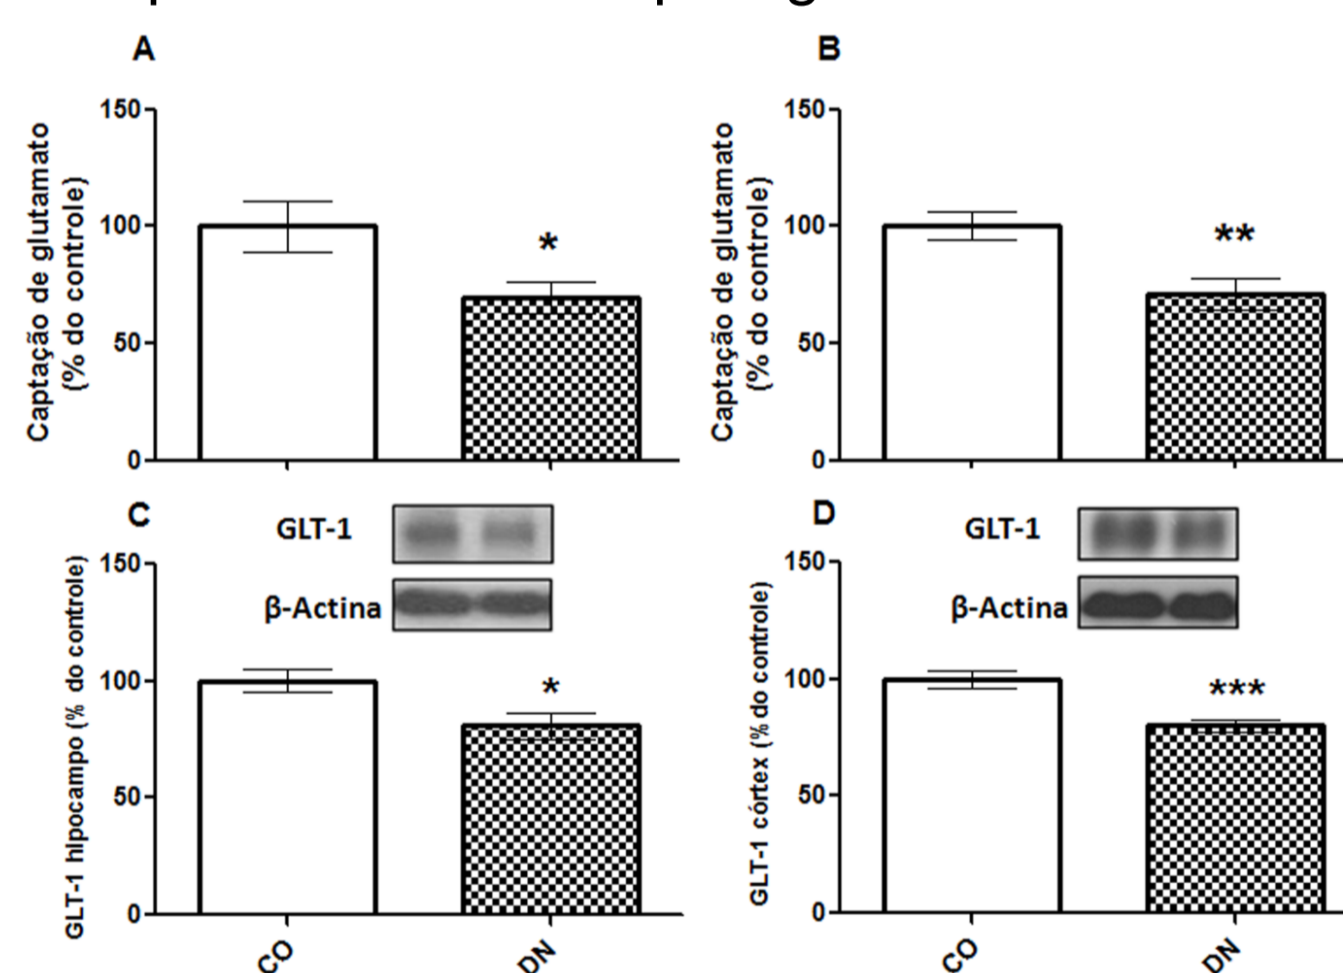 A
150
100
50
0
Captação de glutamato
(% do controle)
*
B
150
100
50
0
Captação de glutamato
(% do controle)
**
C
GLT-1
β-Actina
150
100
50
0
GLT-1 hipocampo (% do controle)
*
CO
DN
D
GLT-1
β-Actina
150
100
50
0
GLT-1 córtex (% do controle)
***
CO
DN